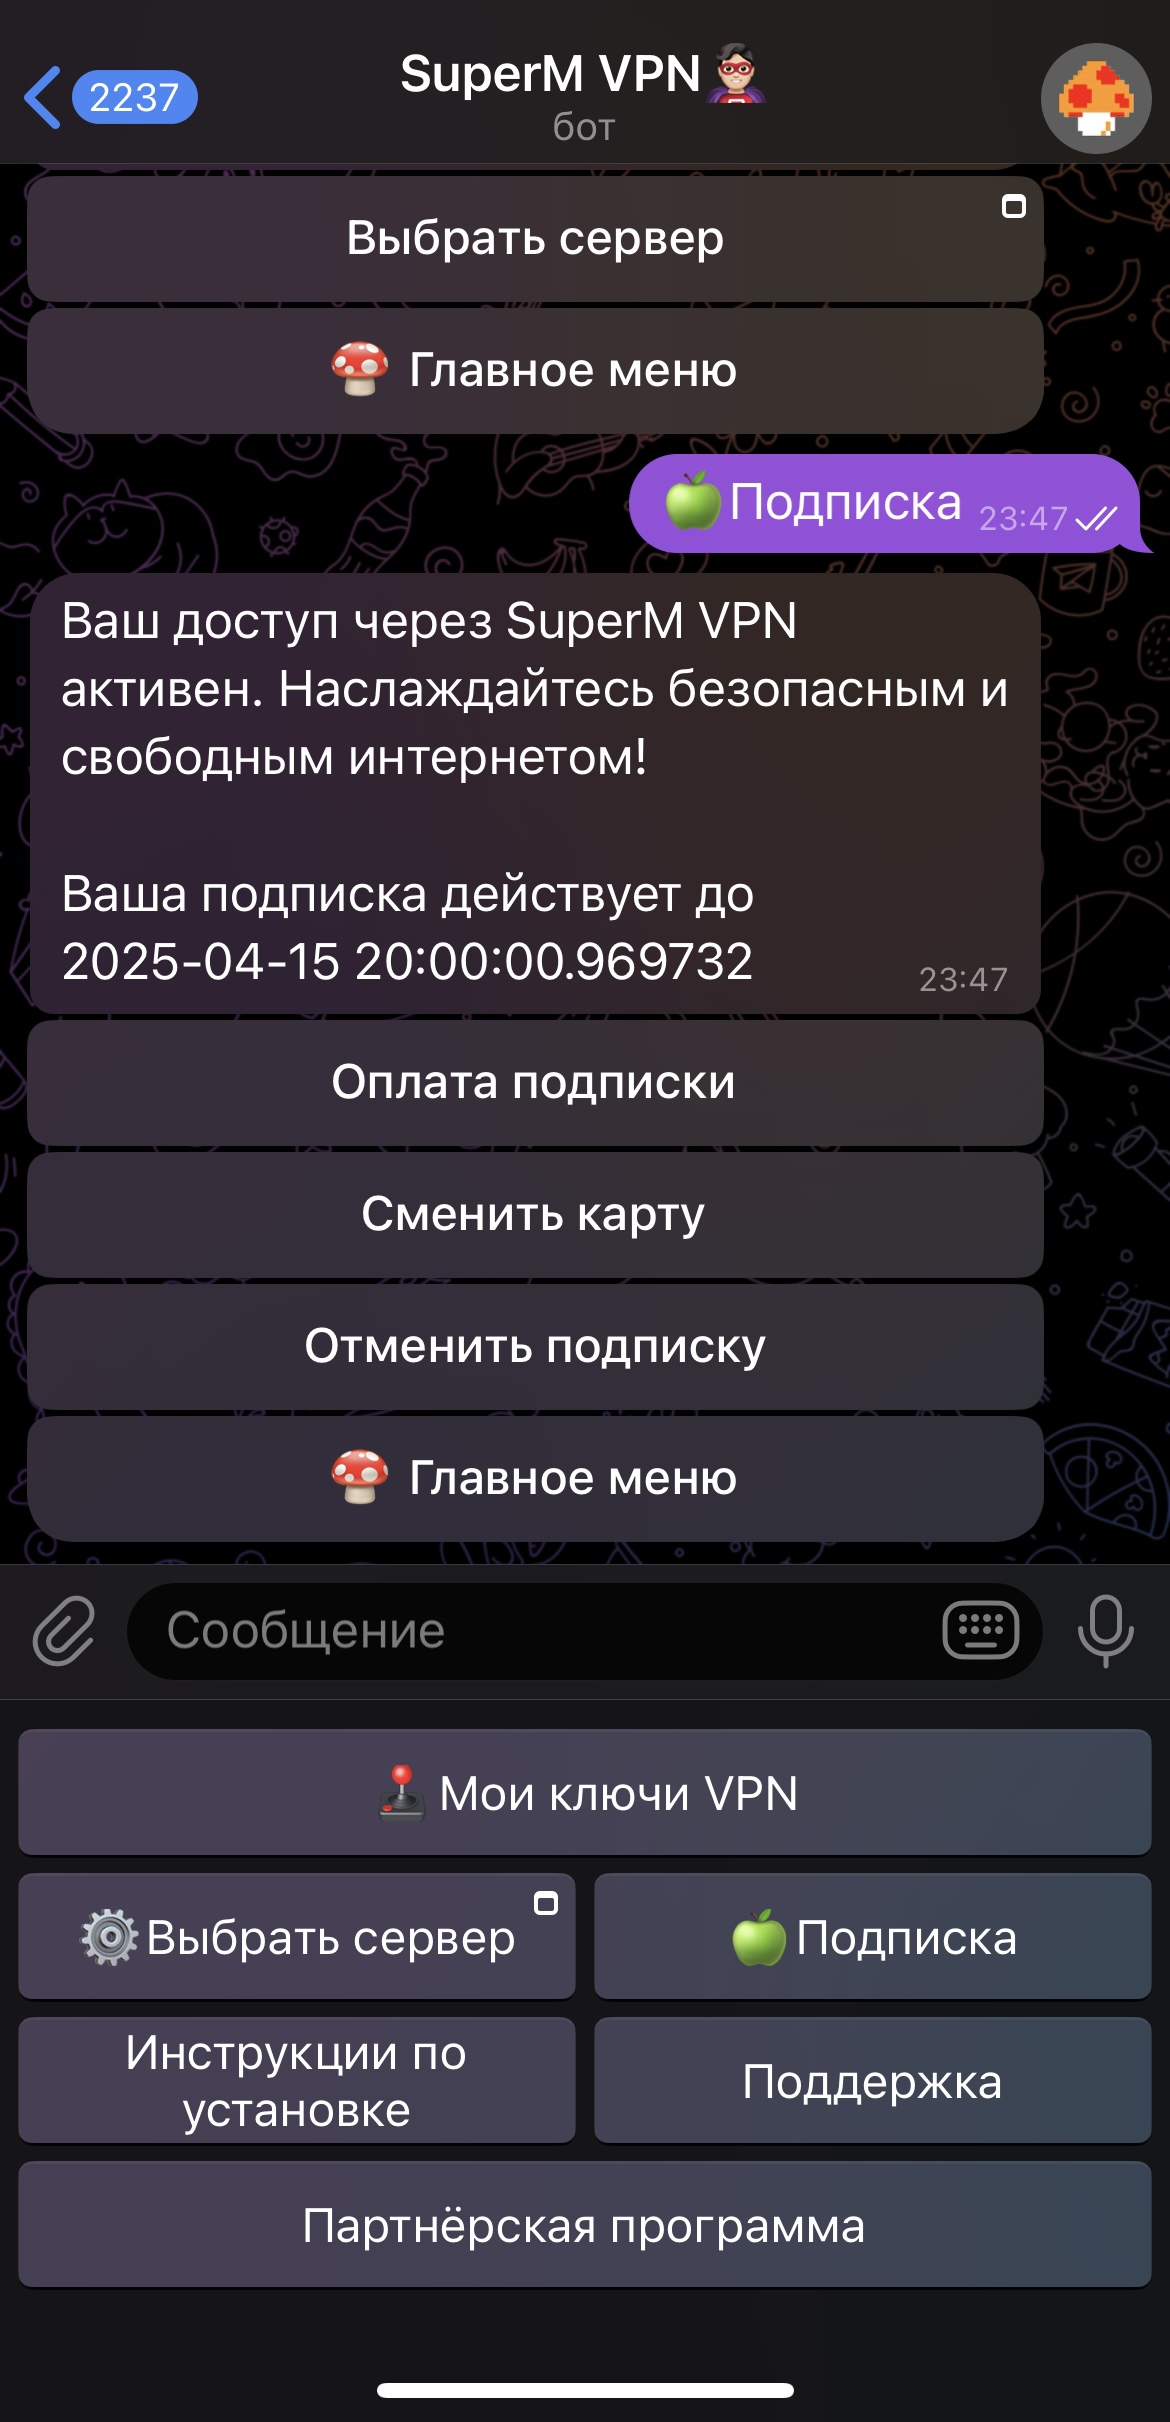 2237
SuperM VPN🦹🏻
бот
Выбрать сервер
🍄 Главное меню
🍏Подписка 23:47
Ваш доступ через SuperM VPN
активен. Наслаждайтесь безопасным и
свободным интернетом!
Ваша подписка действует до
2025-04-15 20:00:00.969732
23:47
Оплата подписки
Сменить карту
Отменить подписку
🍄 Главное меню
Сообщение
🕹 Мои ключи VPN
⚙️Выбрать сервер
🍏Подписка
Инструкции по
установке
Поддержка
Партнёрская программа